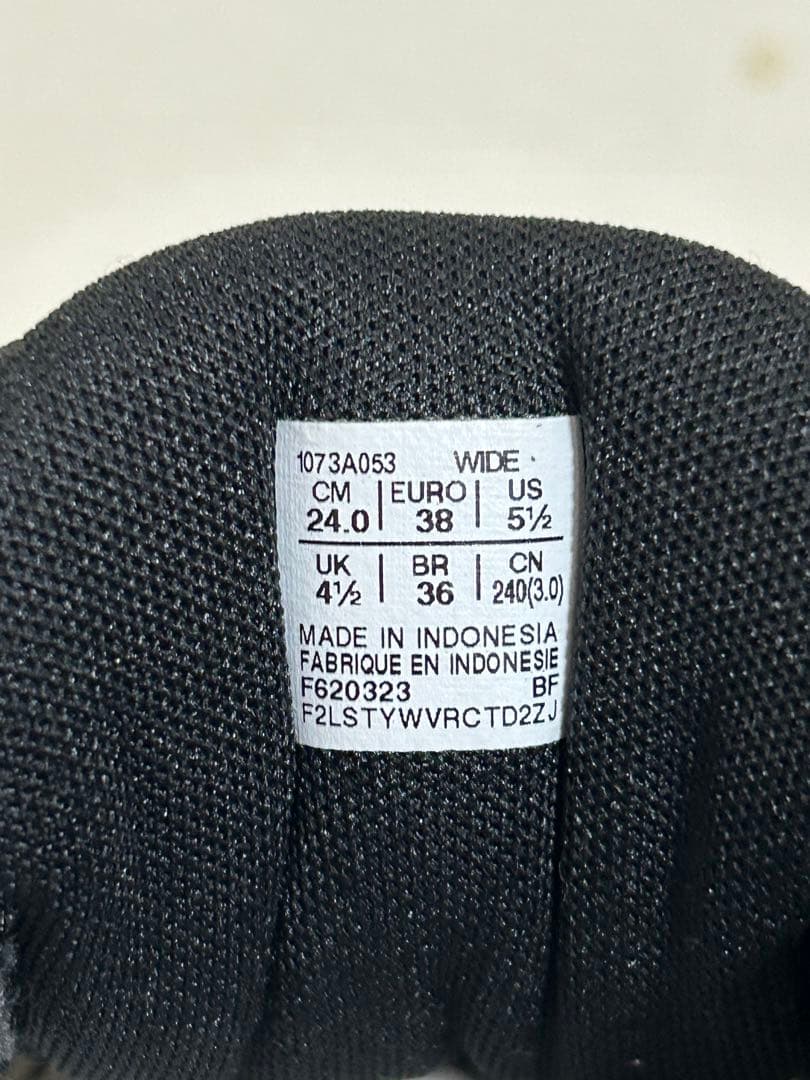 1073A053 WIDE
CM | EURO | US
24.0 | 38 | 5½
UK | BR | CN
4½ | 36 | 240(3.0)
MADE IN INDONESIA
FABRIQUE EN INDONESIE
F620323 BF
F2LSTYWVRCTD2ZJ